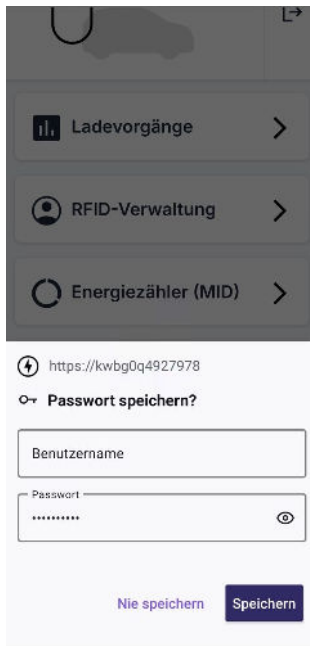 Ladevorgänge
RFID-Verwaltung
Energiezähler (MID)
https://kwbg0q4927978
Passwort speichern?
Benutzername
Passwort
••••••••••
Nie speichern
Speichern